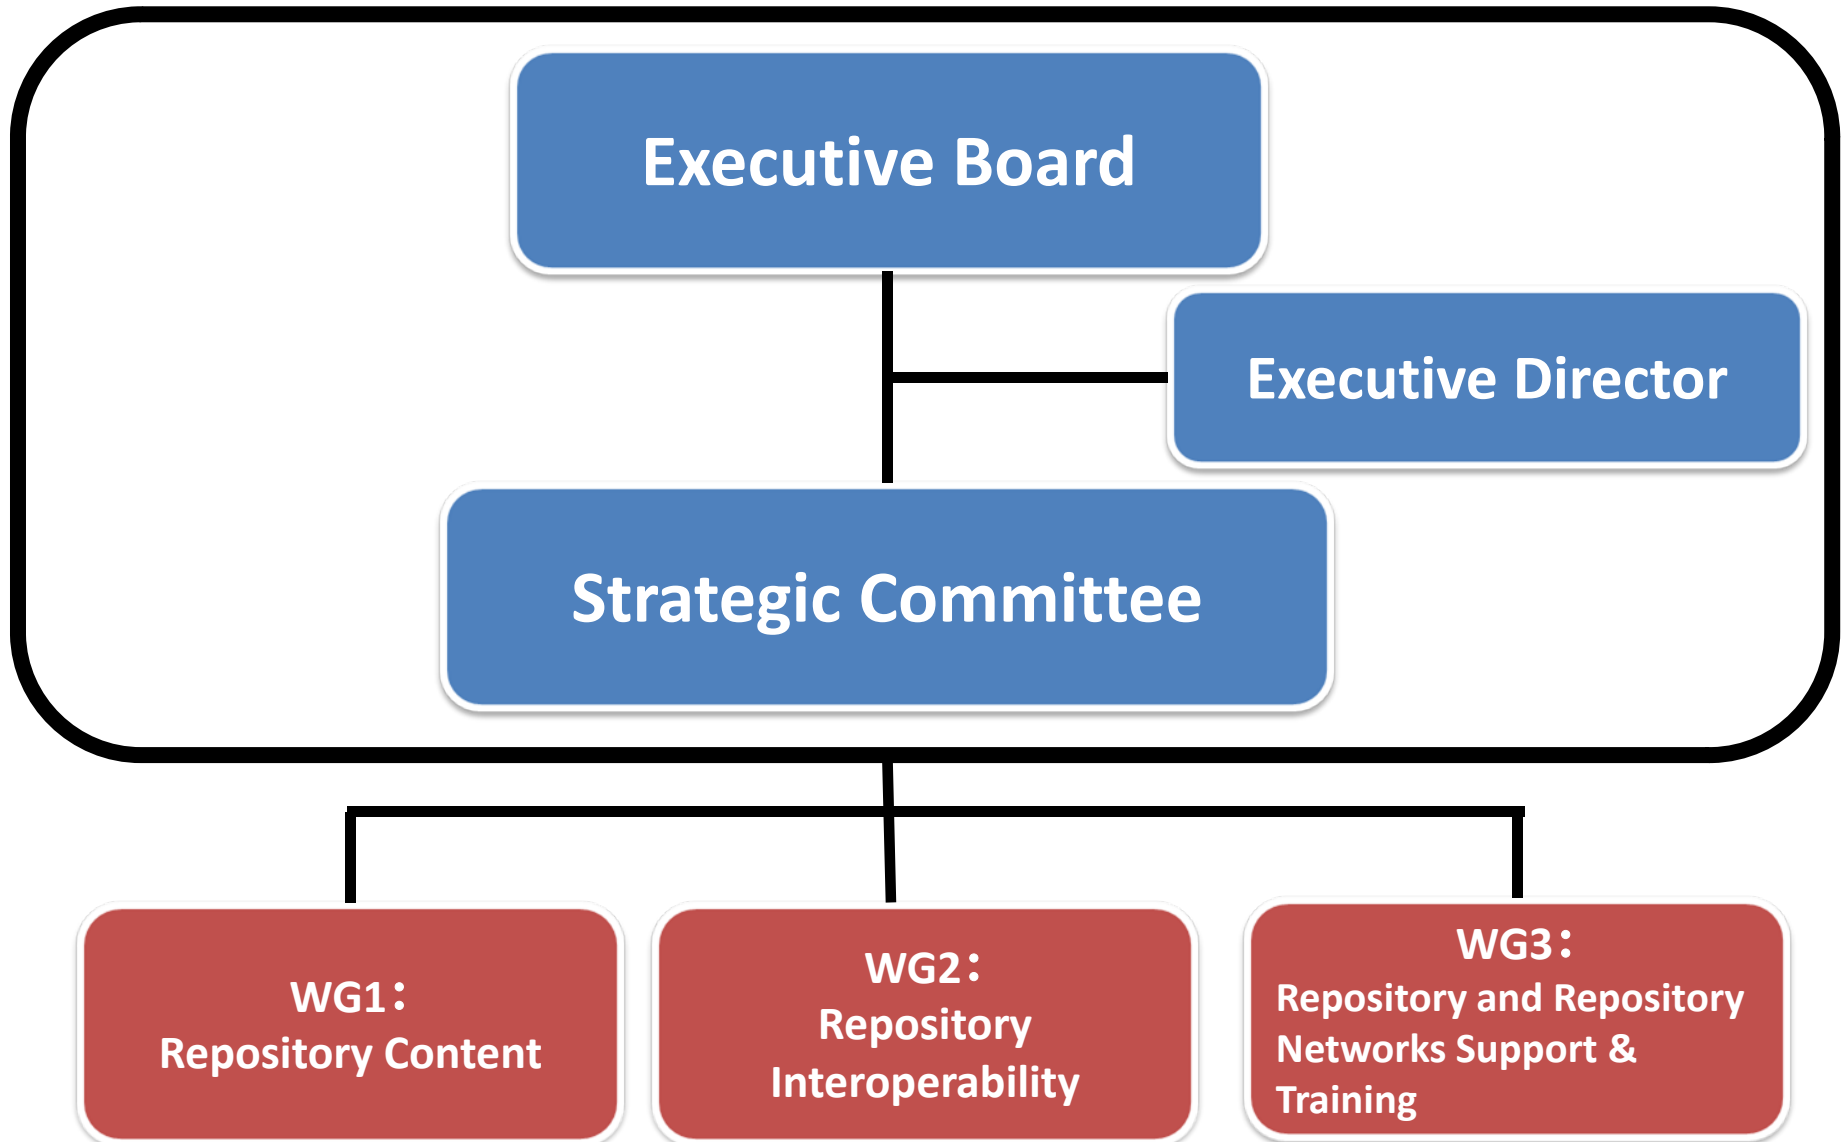 Executive Board
Executive Director
Strategic Committee
WG1：
Repository Content
WG2：
Repository
Interoperability
WG3：
Repository and Repository
Networks Support &
Training